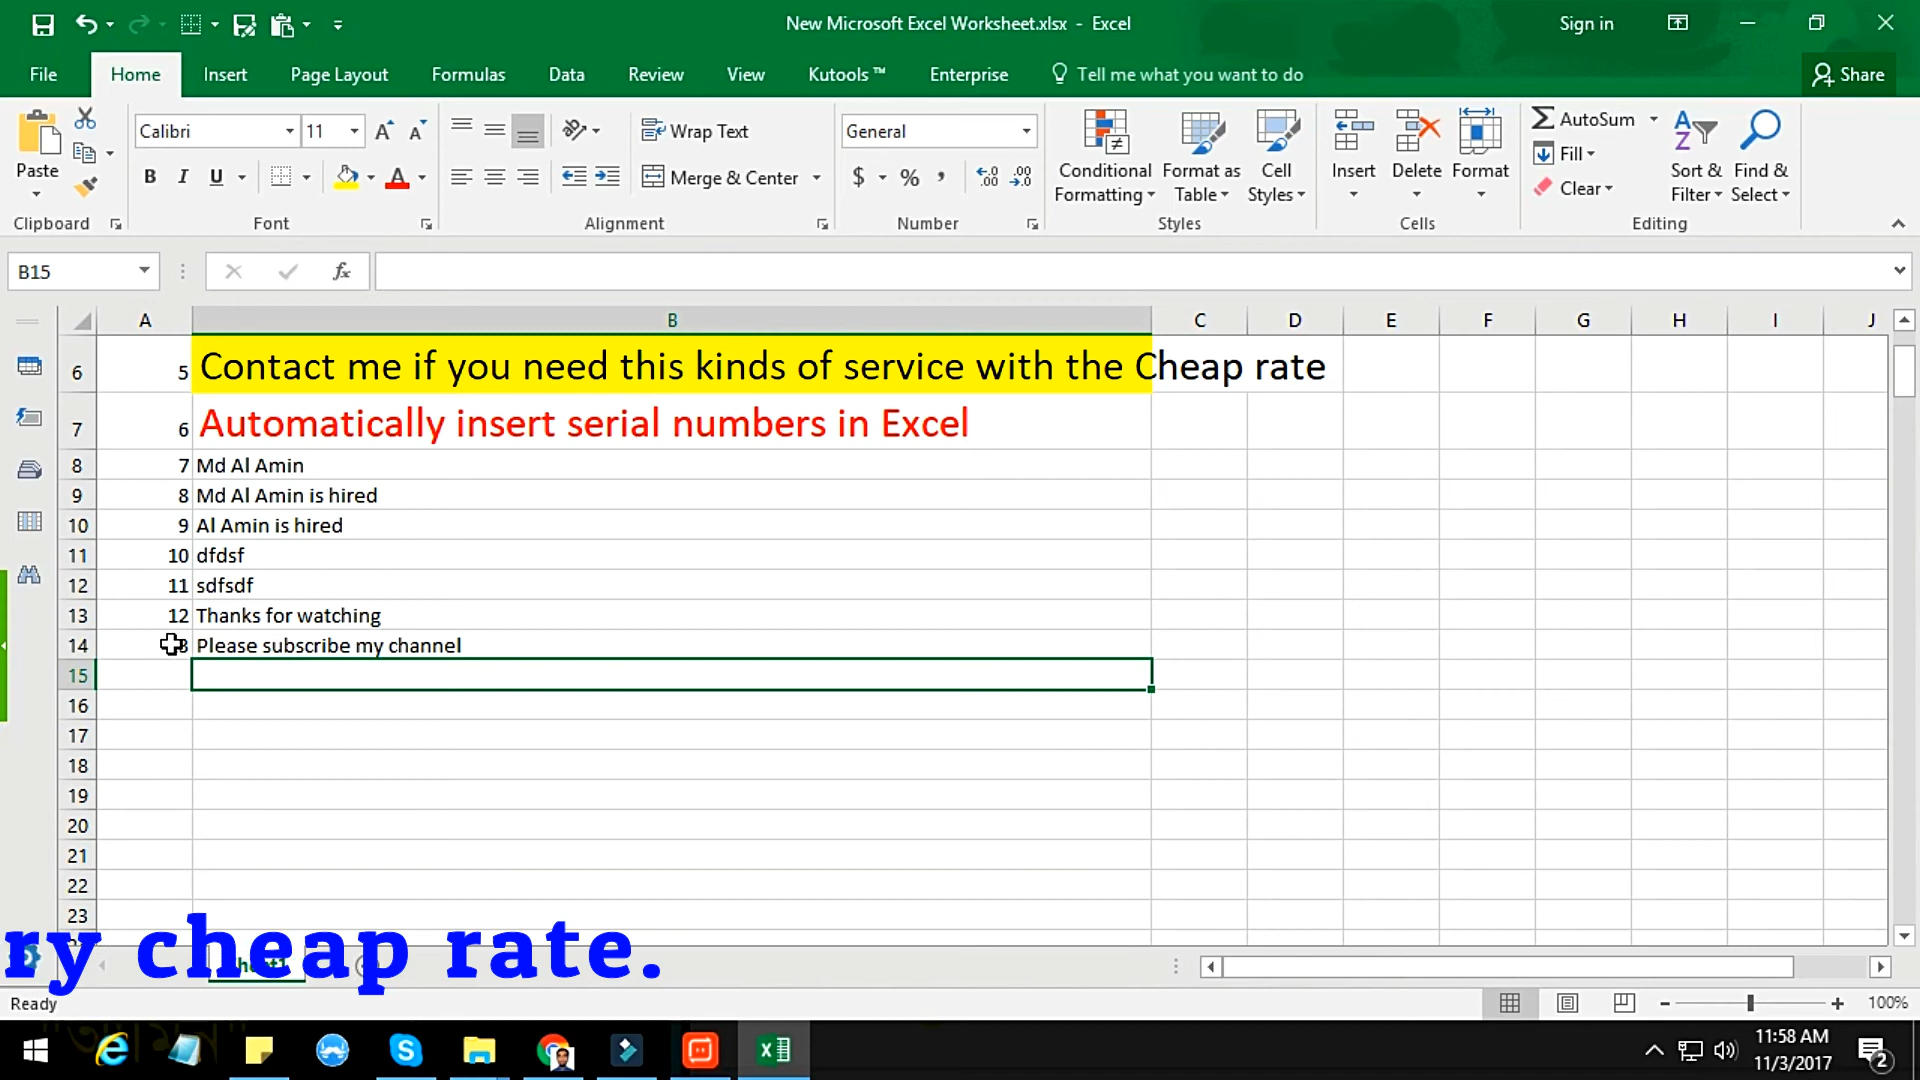 New Microsoft Excel Worksheet.xlsx - Excel
Sign in
File Home Insert Page Layout Formulas Data Review View Kutools ™ Enterprise Tell me what you want to do Share
Calibri 11 Wrap Text General AutoSum
Paste B I U Merge & Center $ % , Conditional Formatting Format as Table Cell Styles Insert Delete Format Fill Clear Sort & Filter Find & Select
Clipboard Font Alignment Number Styles Cells Editing
B15 fx
A B C D E F G H I J
6 5 Contact me if you need this kinds of service with the Cheap rate
7 6 Automatically insert serial numbers in Excel
8 7 Md Al Amin
9 8 Md Al Amin is hired
10 9 Al Amin is hired
11 10 dfdsf
12 11 sdfsdf
13 12 Thanks for watching
14 Please subscribe my channel
15
16
17
18
19
20
21
22
23
ry cheap rate.
Ready 100%
11:58 AM
11/3/2017
2